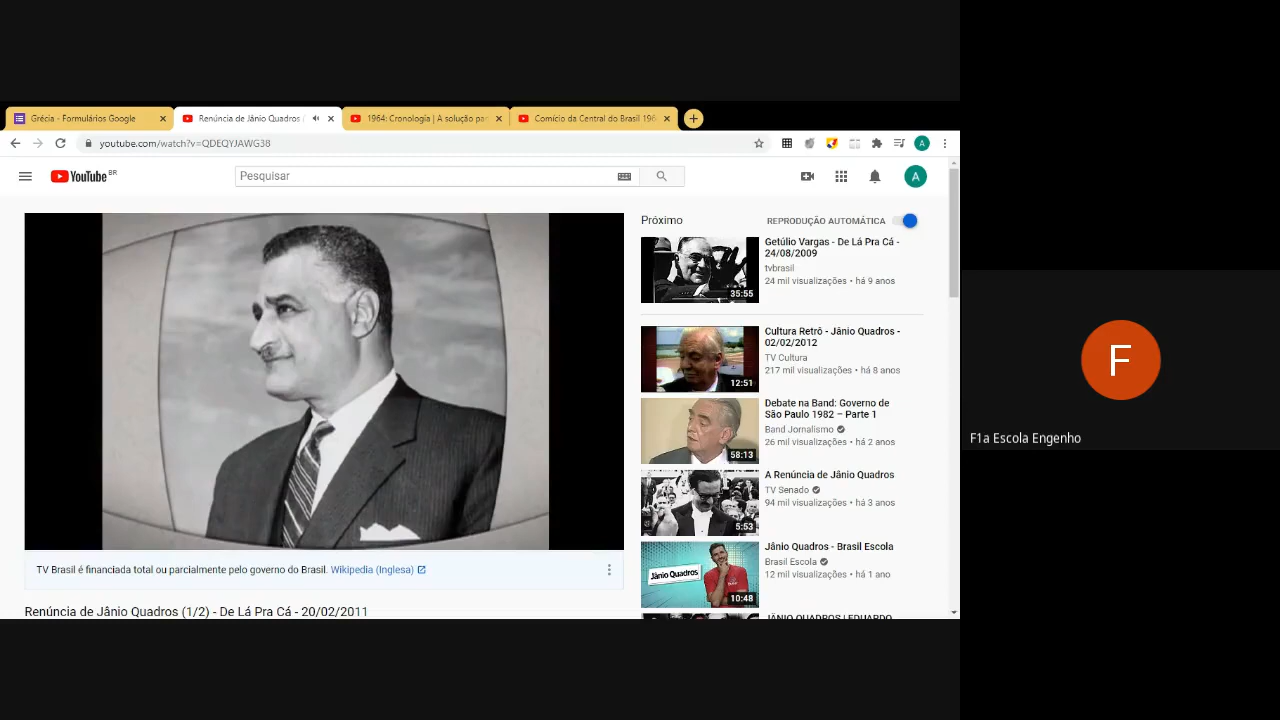 Grécia - Formulários Google
Renúncia de Jânio Quadros
1964: Cronologia | A solução par
Comício da Central do Brasil 196
youtube.com/watch?v=QDEQYJAWG38
A
YouTube BR
Pesquisar
A
Próximo
REPRODUÇÃO AUTOMÁTICA
Getúlio Vargas - De Lá Pra Cá -
24/08/2009
tvbrasil
24 mil visualizações • há 9 anos
35:55
Cultura Retrô - Jânio Quadros -
02/02/2012
TV Cultura
217 mil visualizações • há 8 anos
12:51
Debate na Band: Governo de
São Paulo 1982 – Parte 1
Band Jornalismo
26 mil visualizações • há 2 anos
58:13
A Renúncia de Jânio Quadros
TV Senado
94 mil visualizações • há 3 anos
5:53
Jânio Quadros - Brasil Escola
Brasil Escola
12 mil visualizações • há 1 ano
Jânio Quadros
10:48
JÂNIO QUADROS | EDUARDO
TV Brasil é financiada total ou parcialmente pelo governo do Brasil. Wikipedia (Inglesa)
Renúncia de Jânio Quadros (1/2) - De Lá Pra Cá - 20/02/2011
F
F1a Escola Engenho